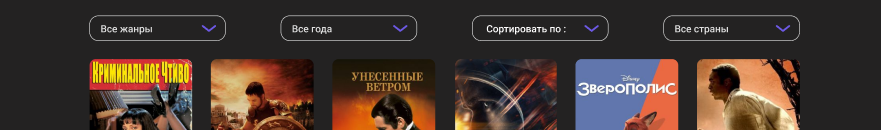 Все жанры
Все года
Сортировать по :
Все страны
КРИМИНАЛЬНОЕ ЧТИВО
УНЕСЕННЫЕ
ВЕТРОМ
Disney
ЗВЕРОПОЛИС